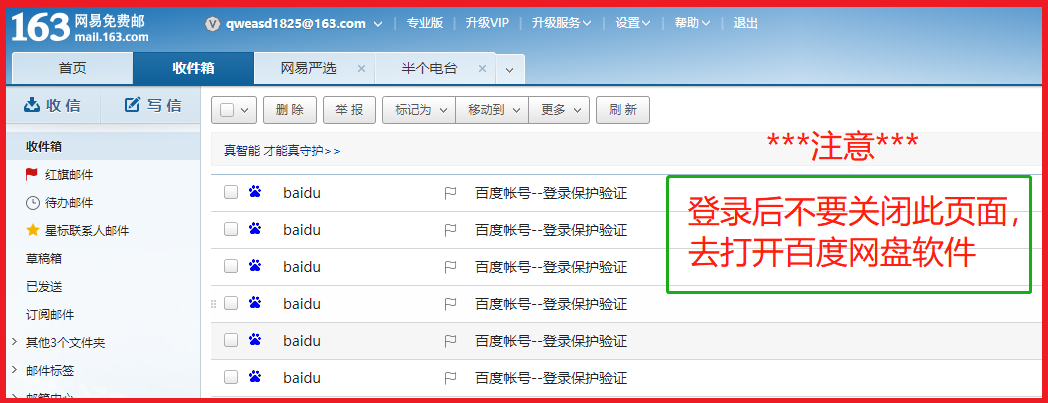 163 网易免费邮
mail.163.com
V qweasd1825@163.com 专业版 升级VIP 升级服务 设置 帮助 退出
首页 收件箱 网易严选 × 半个电台 ×
收 信 写 信
删 除 举 报 标记为 移动到 更多 刷 新
收件箱
红旗邮件
待办邮件
星标联系人邮件
草稿箱
已发送
订阅邮件
其他3个文件夹
邮件标签
邮箱中心
真智能 才能真守护>>
***注意***
baidu 百度帐号--登录保护验证
baidu 百度帐号--登录保护验证
baidu 百度帐号--登录保护验证
baidu 百度帐号--登录保护验证
baidu 百度帐号--登录保护验证
baidu 百度帐号--登录保护验证
登录后不要关闭此页面，
去打开百度网盘软件